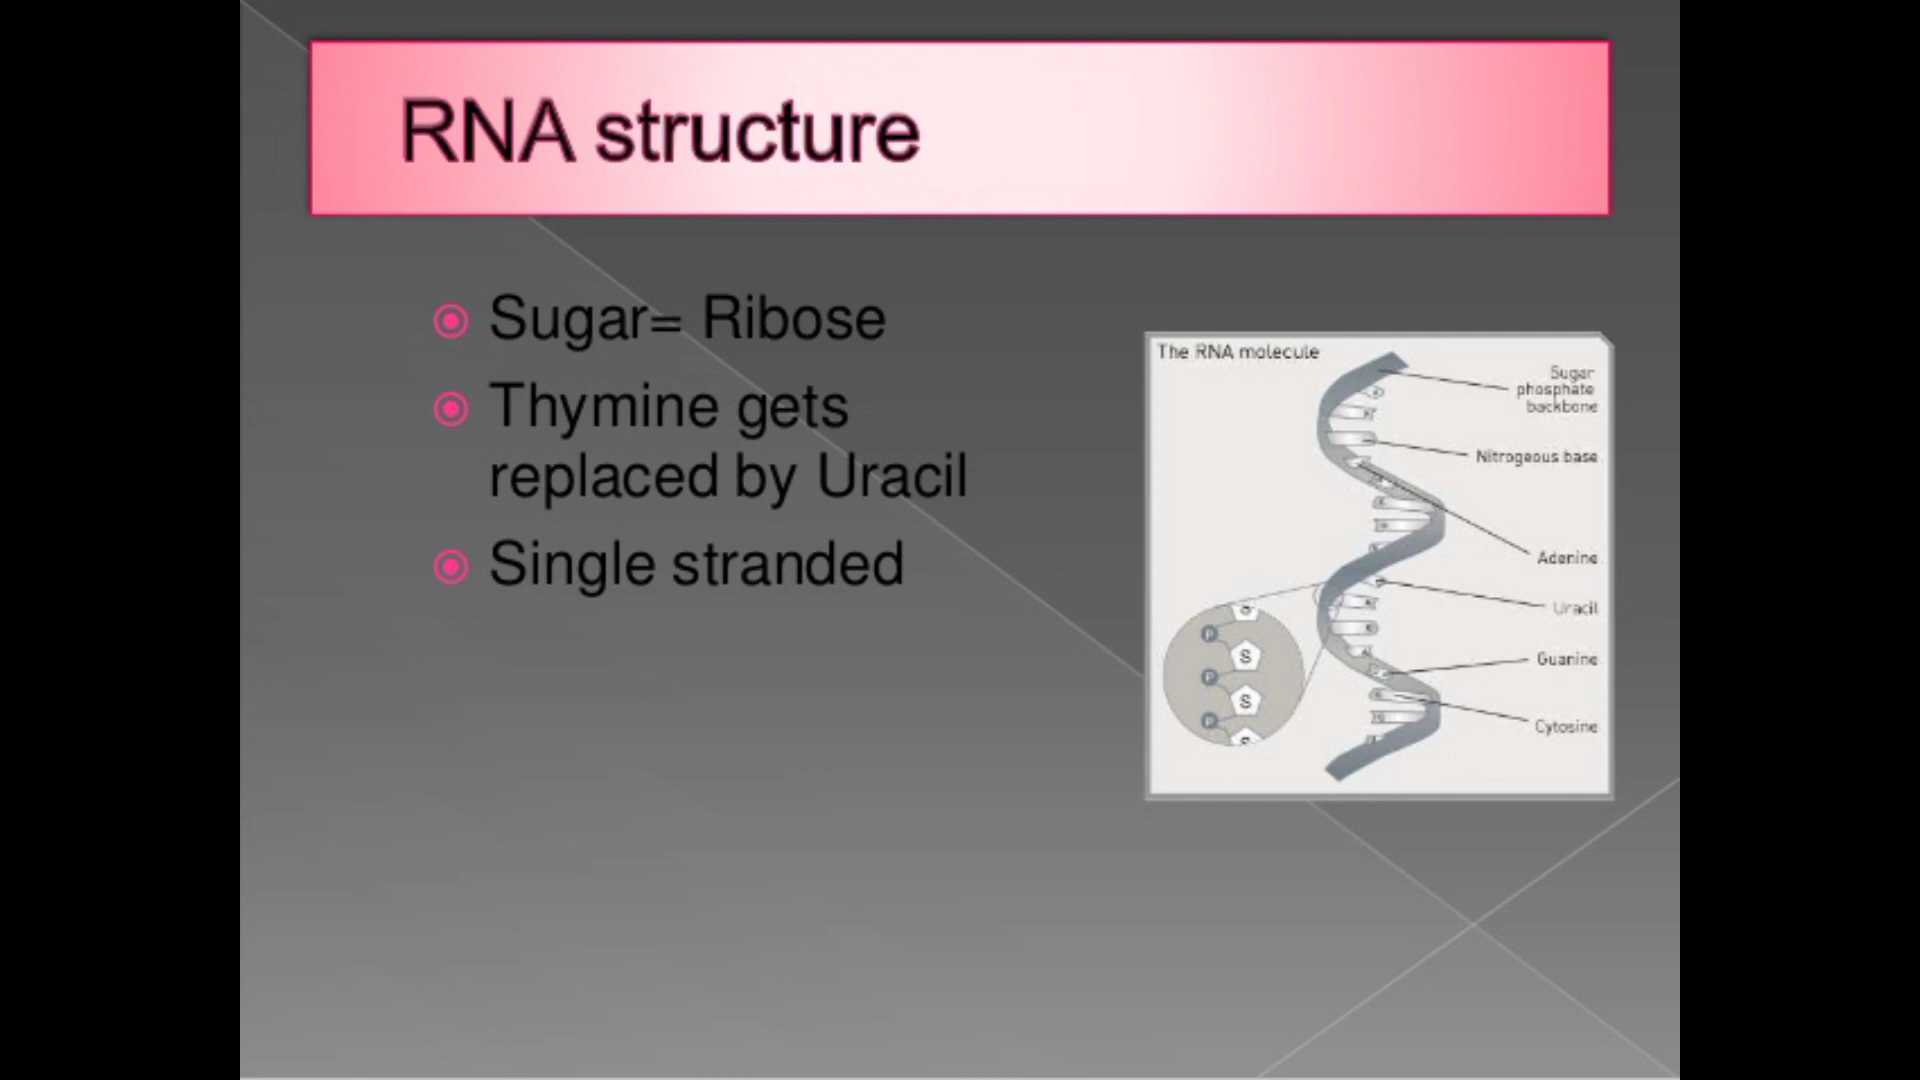 RNA structure
Sugar= Ribose
Thymine gets
replaced by Uracil
Single stranded
The RNA molecule
Sugar
phosphate
backbone
Nitrogeous base
Adenine
Uracil
Guanine
Cytosine
P
S
P
S
P
S